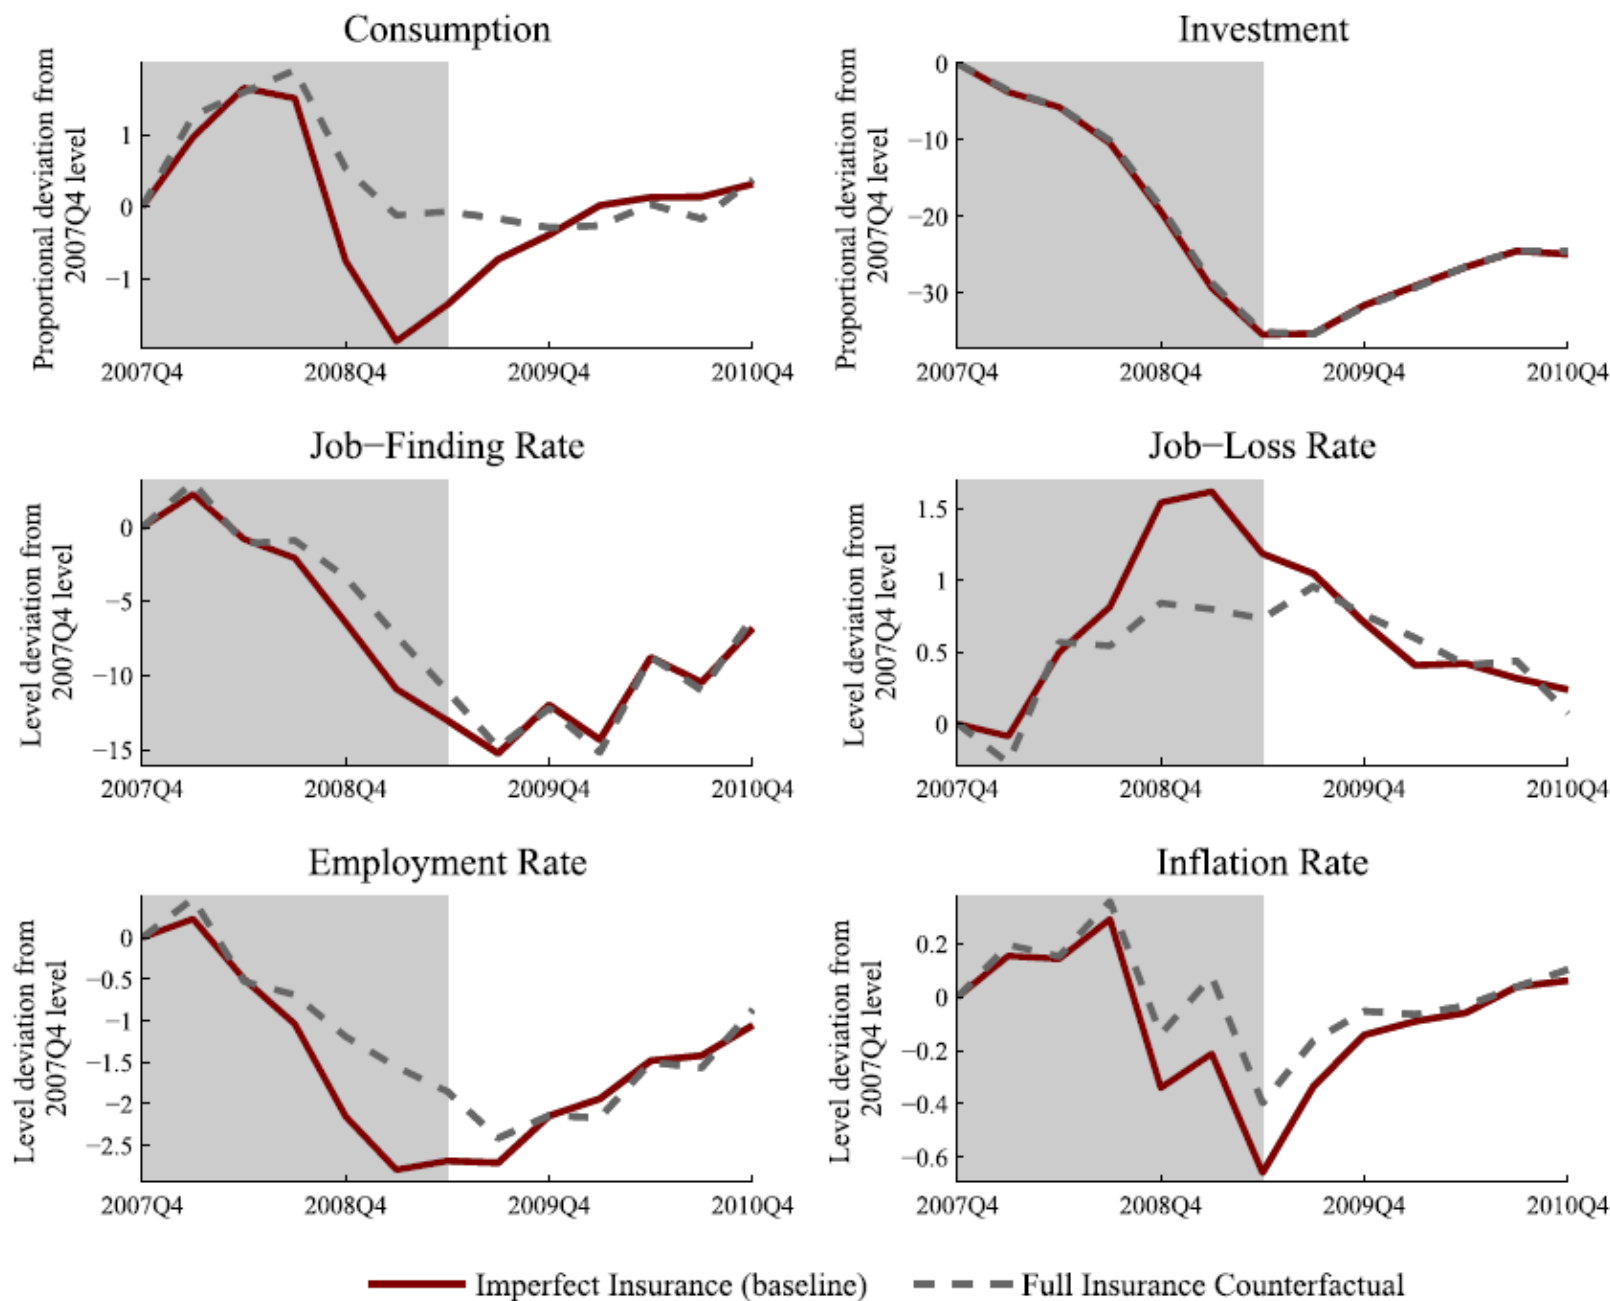 Consumption
Proportional deviation from
2007Q4 level
1
0
−1
2007Q4
2008Q4
2009Q4
2010Q4
Investment
Proportional deviation from
2007Q4 level
0
−10
−20
−30
2007Q4
2008Q4
2009Q4
2010Q4
Job−Finding Rate
Level deviation from
2007Q4 level
0
−5
−10
−15
2007Q4
2008Q4
2009Q4
2010Q4
Job−Loss Rate
Level deviation from
2007Q4 level
1.5
1
0.5
0
2007Q4
2008Q4
2009Q4
2010Q4
Employment Rate
Level deviation from
2007Q4 level
0
−0.5
−1
−1.5
−2
−2.5
2007Q4
2008Q4
2009Q4
2010Q4
Inflation Rate
Level deviation from
2007Q4 level
0.2
0
−0.2
−0.4
−0.6
2007Q4
2008Q4
2009Q4
2010Q4
Imperfect Insurance (baseline)
Full Insurance Counterfactual